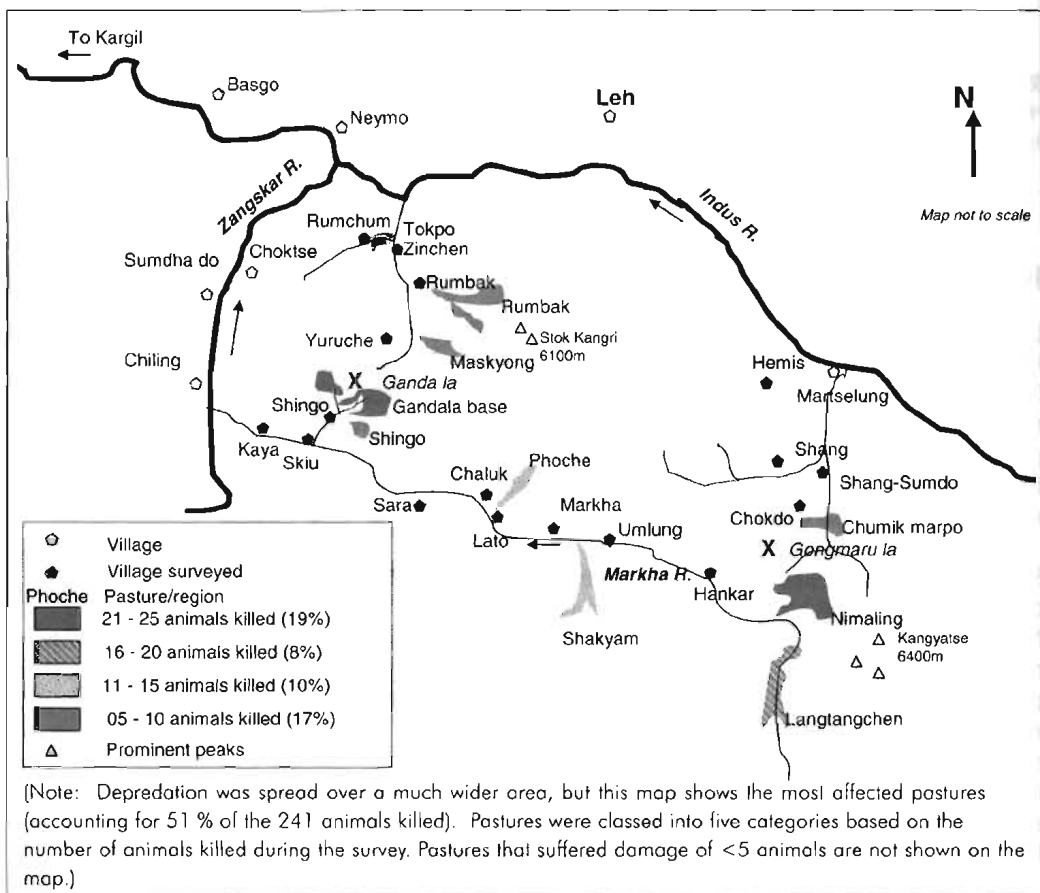 To Kargil
Basgo
Neymo
Leh
N
Zangskar R.
Indus R.
Map not to scale
Rumchum
Tokpo
Zinchen
Sumdha do
Choktse
Rumbak
Rumbak
Stok Kangri
6100m
Yuruche
Maskyong
Chiling
Hemis
Martselung
X
Ganda la
Gandala base
Shingo
Shingo
Kaya
Skiu
Shang
Shang-Sumdo
Chaluk
Phoche
Sara
Markha
Chokdo
Chumik marpo
Lato
Umlung
X
Gongmaru la
Markha R.
Hankar
Nimaling
Shakyam
Kangyatse
6400m
Langtangchen
Village
Village surveyed
Phoche Pasture/region
21 - 25 animals killed (19%)
16 - 20 animals killed (8%)
11 - 15 animals killed (10%)
05 - 10 animals killed (17%)
Prominent peaks
(Note: Depredation was spread over a much wider area, but this map shows the most affected pastures
(accounting for 51 % of the 241 animals killed). Pastures were classed into five categories based on the
number of animals killed during the survey. Pastures that suffered damage of <5 animals are not shown on the
map.)